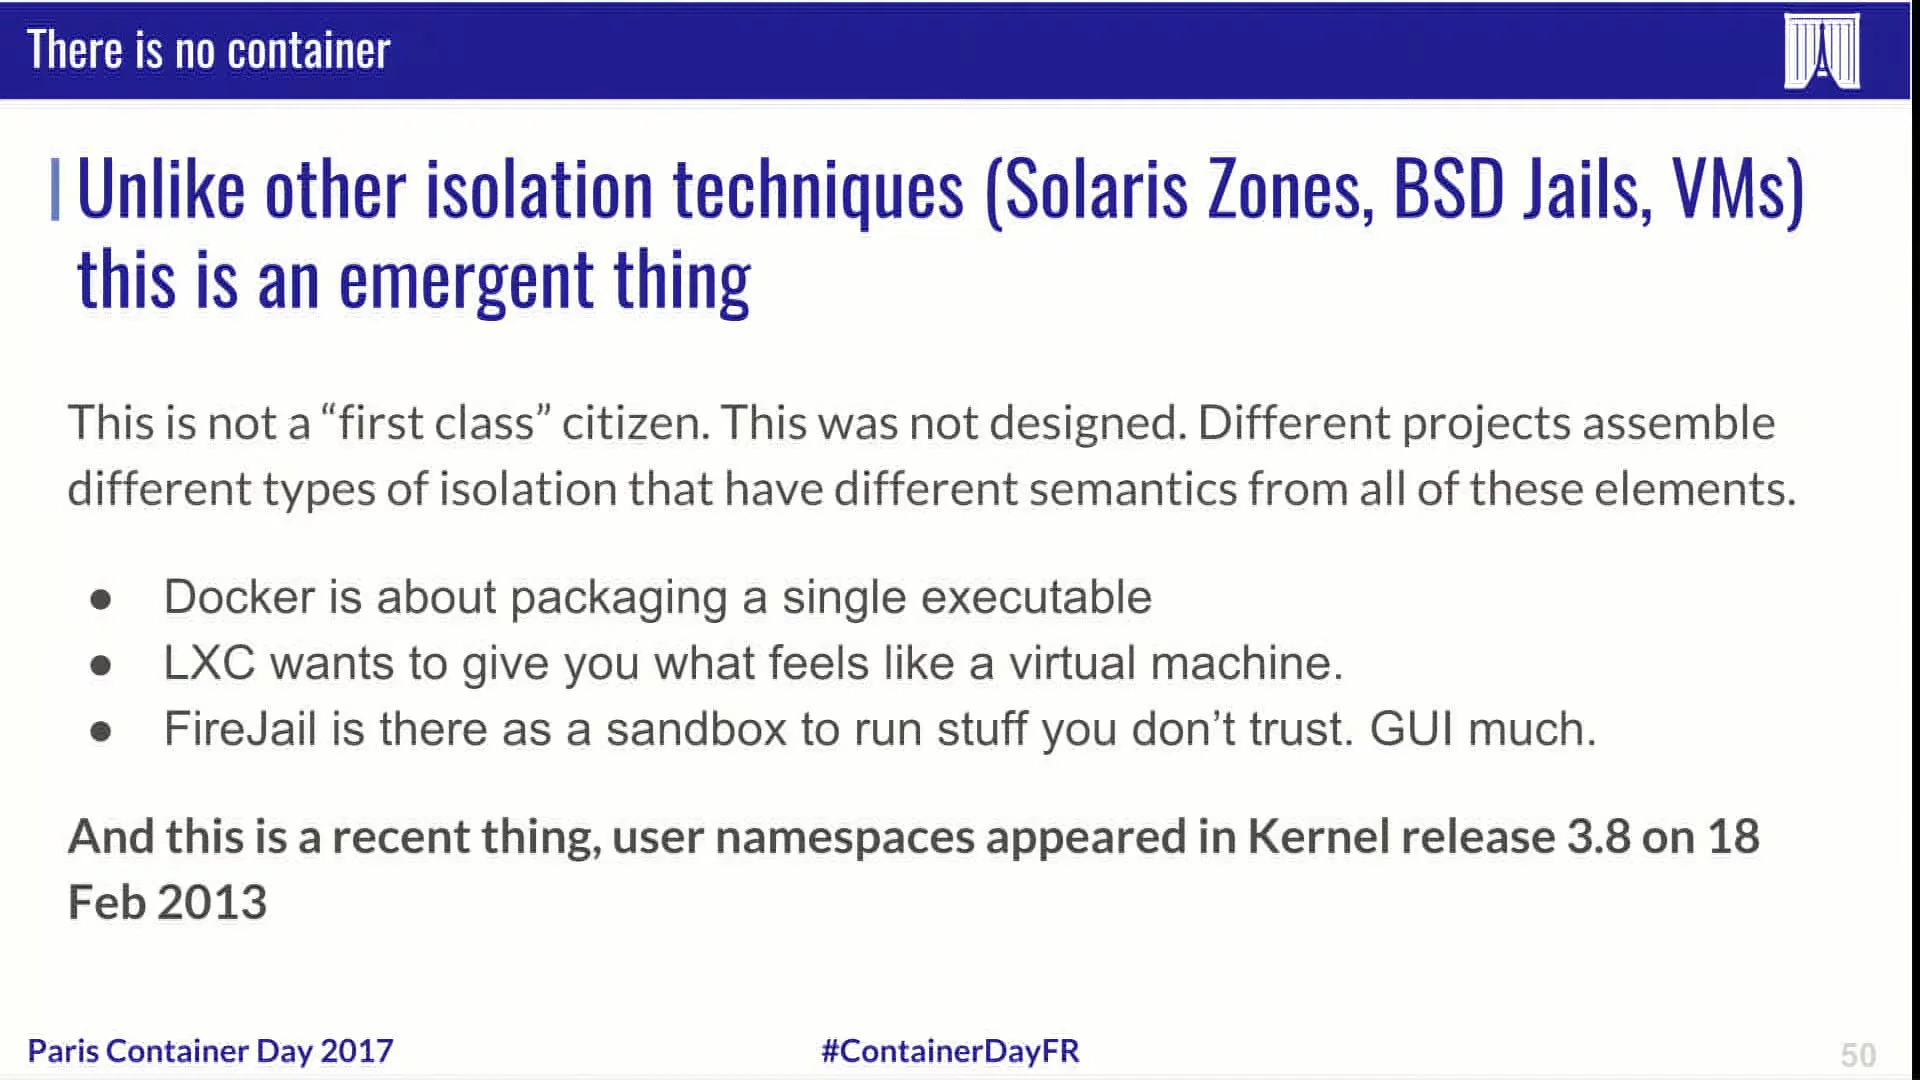 There is no container
Unlike other isolation techniques (Solaris Zones, BSD Jails, VMs)
this is an emergent thing
This is not a “first class” citizen. This was not designed. Different projects assemble
different types of isolation that have different semantics from all of these elements.
● Docker is about packaging a single executable
● LXC wants to give you what feels like a virtual machine.
● FireJail is there as a sandbox to run stuff you don’t trust. GUI much.
And this is a recent thing, user namespaces appeared in Kernel release 3.8 on 18
Feb 2013
Paris Container Day 2017
#ContainerDayFR
50